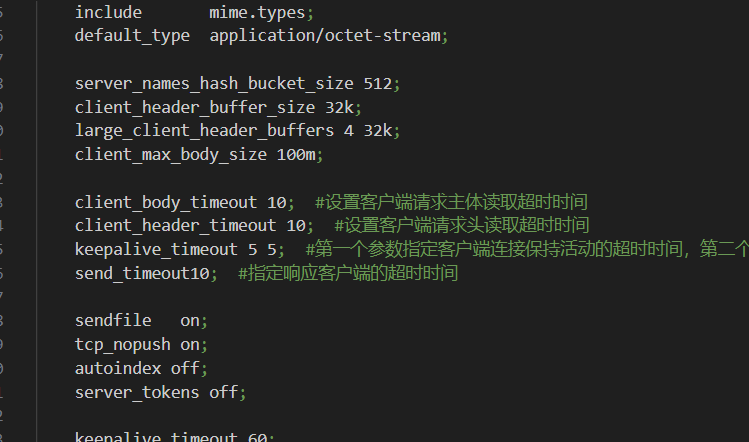 include       mime.types;
default_type  application/octet-stream;
server_names_hash_bucket_size 512;
client_header_buffer_size 32k;
large_client_header_buffers 4 32k;
client_max_body_size 100m;
client_body_timeout 10;  #设置客户端请求主体读取超时时间
client_header_timeout 10;  #设置客户端请求头读取超时时间
keepalive_timeout 5 5;  #第一个参数指定客户端连接保持活动的超时时间，第二个
send_timeout10;  #指定响应客户端的超时时间
sendfile   on;
tcp_nopush on;
autoindex off;
server_tokens off;
keepalive_timeout 60;